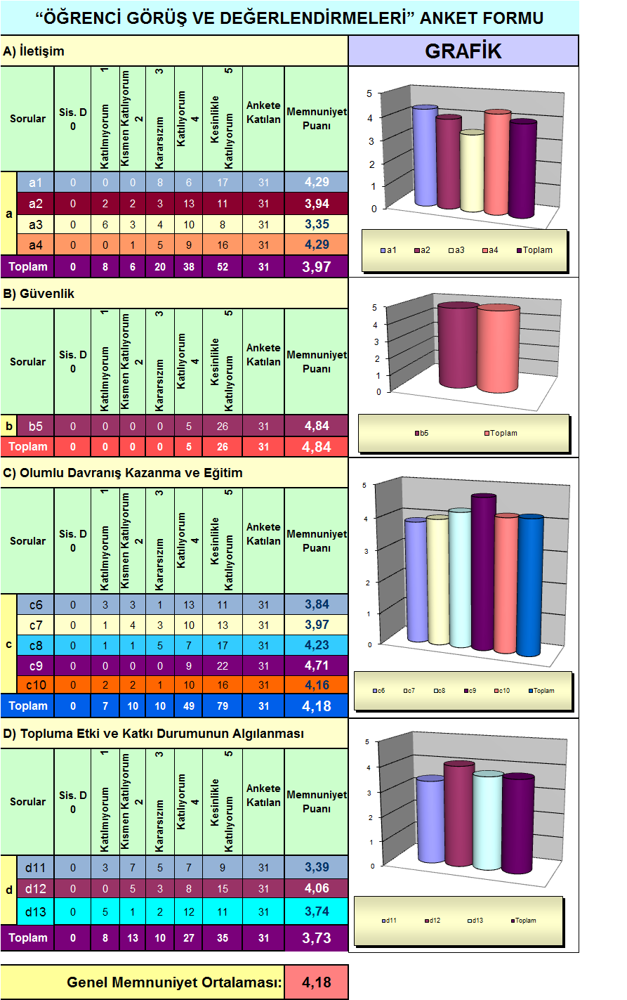 “ÖĞRENCİ GÖRÜŞ VE DEĞERLENDİRMELERİ” ANKET FORMU
A) İletişim
GRAFİK
Sorular Sis. D 0 Katılmıyorum 1 Kısmen Katılıyorum 2 Kararsızım 3 Katılıyorum 4 Kesinlikle Katılıyorum 5 Ankete Katılan Memnuniyet Puanı
a
a1 0 0 0 8 6 17 31 4,29
a2 0 2 2 3 13 11 31 3,94
a3 0 6 3 4 10 8 31 3,35
a4 0 0 1 5 9 16 31 4,29
Toplam 0 8 6 20 38 52 31 3,97
5
4
3
2
1
0
a1 a2 a3 a4 Toplam
B) Güvenlik
Sorular Sis. D 0 Katılmıyorum 1 Kısmen Katılıyorum 2 Kararsızım 3 Katılıyorum 4 Kesinlikle Katılıyorum 5 Ankete Katılan Memnuniyet Puanı
b b5 0 0 0 0 5 26 31 4,84
Toplam 0 0 0 0 5 26 31 4,84
5
4
3
2
1
0
b5 Toplam
C) Olumlu Davranış Kazanma ve Eğitim
Sorular Sis. D 0 Katılmıyorum 1 Kısmen Katılıyorum 2 Kararsızım 3 Katılıyorum 4 Kesinlikle Katılıyorum 5 Ankete Katılan Memnuniyet Puanı
c
c6 0 3 3 1 13 11 31 3,84
c7 0 1 4 3 10 13 31 3,97
c8 0 1 1 5 7 17 31 4,23
c9 0 0 0 0 9 22 31 4,71
c10 0 2 2 1 10 16 31 4,16
Toplam 0 7 10 10 49 79 31 4,18
5
4
3
2
1
0
c6 c7 c8 c9 c10 Toplam
D) Topluma Etki ve Katkı Durumunun Algılanması
Sorular Sis. D 0 Katılmıyorum 1 Kısmen Katılıyorum 2 Kararsızım 3 Katılıyorum 4 Kesinlikle Katılıyorum 5 Ankete Katılan Memnuniyet Puanı
d
d11 0 3 7 5 7 9 31 3,39
d12 0 0 5 3 8 15 31 4,06
d13 0 5 1 2 12 11 31 3,74
Toplam 0 8 13 10 27 35 31 3,73
5
4
3
2
1
0
d11 d12 d13 Toplam
Genel Memnuniyet Ortalaması: 4,18